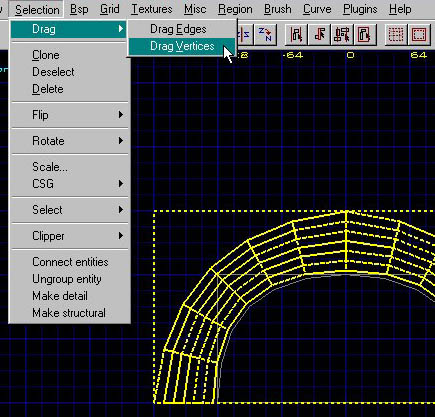 Selection Bsp Grid Textures Misc Region Brush Curve Plugins Help
Drag
Drag Edges
Drag Vertices
Clone
Deselect
Delete
Flip
Rotate
Scale...
CSG
Select
Clipper
Connect entities
Ungroup entity
Make detail
Make structural
Z N
-64 0 64